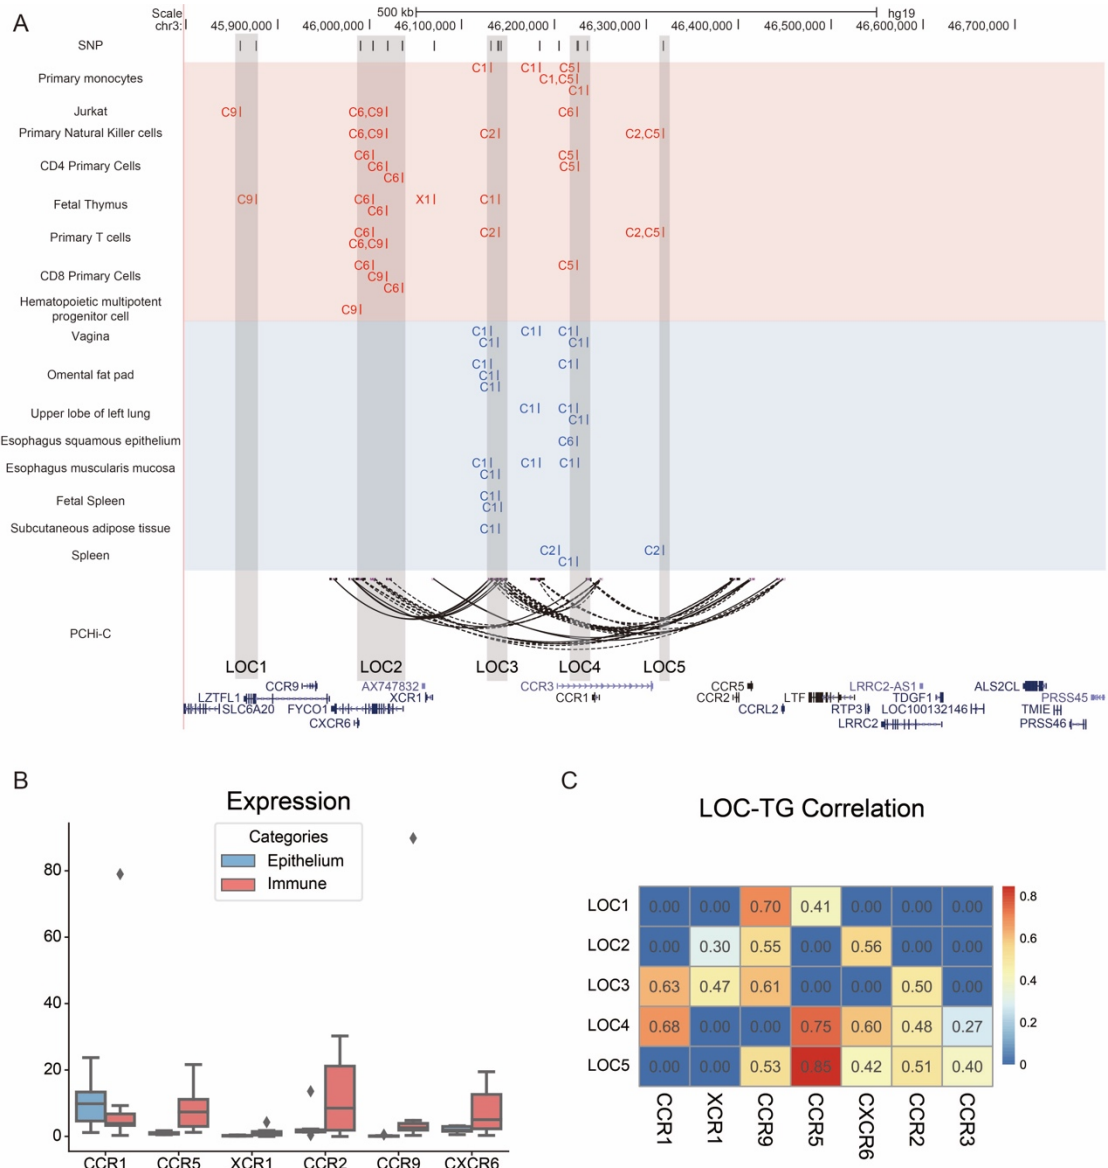 A
Scale
chr3:
500 kb
hg19
45,900,000
46,000,000
46,100,000
46,200,000
46,300,000
46,400,000
46,500,000
46,600,000
46,700,000
SNP
Primary monocytes
C1
C1
C5
C1,C5
C1
Jurkat
C9
C6,C9
C6
Primary Natural Killer cells
C6,C9
C2
C2,C5
CD4 Primary Cells
C6
C5
C6
C5
C6
Fetal Thymus
C9
C6
X1
C1
C6
Primary T cells
C6
C2
C2,C5
C6,C9
CD8 Primary Cells
C6
C5
C9
C6
Hematopoietic multipotent
progenitor cell
C9
Vagina
C1
C1
C1
C1
C1
Omental fat pad
C1
C1
C1
C1
Upper lobe of left lung
C1
C1
C1
Esophagus squamous epithelium
C6
Esophagus muscularis mucosa
C1
C1
C1
C1
Fetal Spleen
C1
C1
Subcutaneous adipose tissue
C1
Spleen
C2
C2
C1
PCHi-C
LOC1
LOC2
LOC3
LOC4
LOC5
CCR9
AX747832
CCR3
CCR5
LRRC2-AS1
ALS2CL
LZTFL1
XCR1
CCR1
CCR2
LTF
TDGF1
PRSS45
SLC6A20
FYCO1
CCRL2
RTP3
LOC100132146
TMIE
CXCR6
LRRC2
PRSS46
B
Expression
Categories
Epithelium
Immune
80
60
40
20
0
CCR1
CCR5
XCR1
CCR2
CCR9
CXCR6
C
LOC-TG Correlation
LOC1 0.00 0.00 0.70 0.41 0.00 0.00 0.00
LOC2 0.00 0.30 0.55 0.00 0.56 0.00 0.00
LOC3 0.63 0.47 0.61 0.00 0.00 0.50 0.00
LOC4 0.68 0.00 0.00 0.75 0.60 0.48 0.27
LOC5 0.00 0.00 0.53 0.85 0.42 0.51 0.40
CCR1
XCR1
CCR9
CCR5
CXCR6
CCR2
CCR3
0.8
0.6
0.4
0.2
0